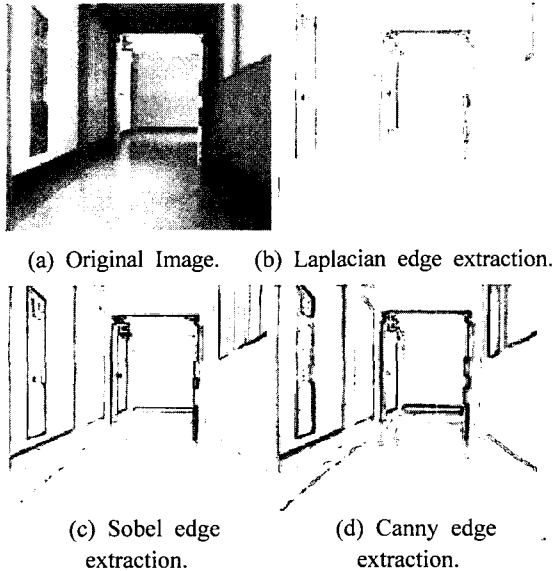 (a) Original Image.
(b) Laplacian edge extraction.
(c) Sobel edge
extraction.
(d) Canny edge
extraction.